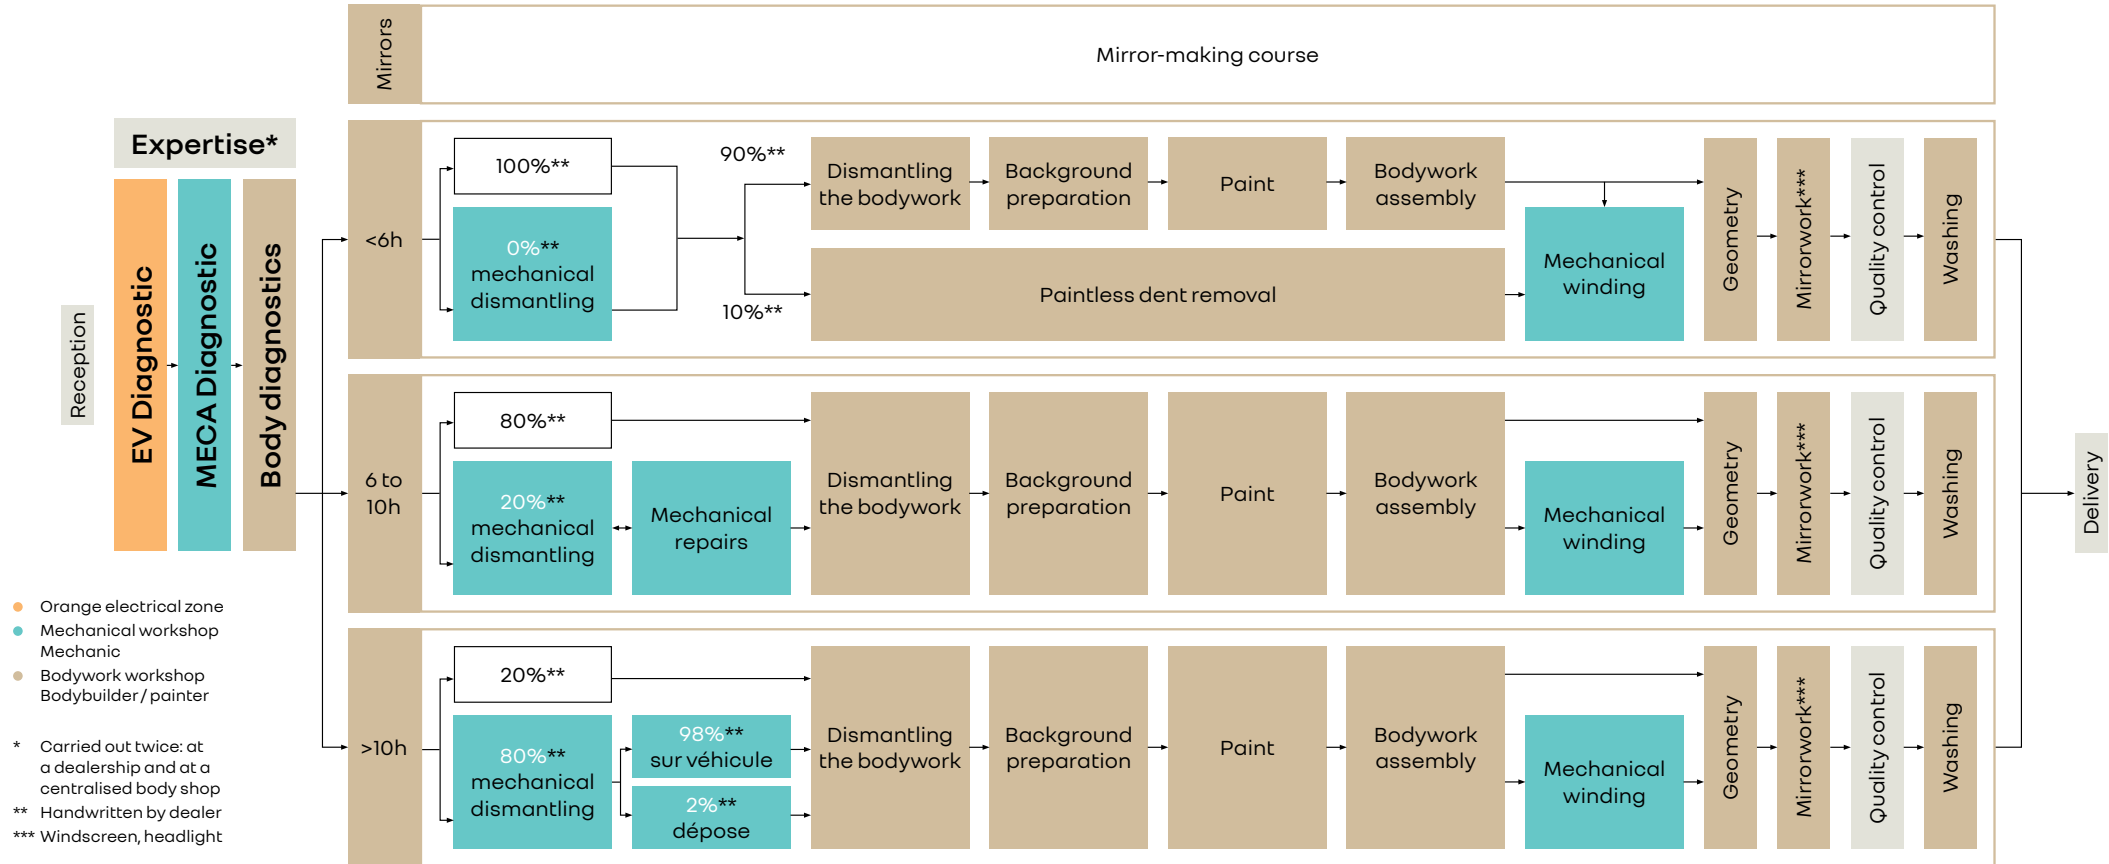 Mirrors
Mirror-making course
Expertise*
Reception
EV Diagnostic
MECA Diagnostic
Body diagnostics
<6h
100%**
0%**
mechanical
dismantling
90%**
10%**
Dismantling
the bodywork
Background
preparation
Paint
Bodywork
assembly
Paintless dent removal
Mechanical
winding
Geometry
Mirrorwork***
Quality control
Washing
6 to
10h
80%**
20%**
mechanical
dismantling
Mechanical
repairs
Dismantling
the bodywork
Background
preparation
Paint
Bodywork
assembly
Mechanical
winding
Geometry
Mirrorwork***
Quality control
Washing
>10h
20%**
80%**
mechanical
dismantling
98%**
sur véhicule
2%**
dépose
Dismantling
the bodywork
Background
preparation
Paint
Bodywork
assembly
Mechanical
winding
Geometry
Mirrorwork***
Quality control
Washing
Delivery
Orange electrical zone
Mechanical workshop
Mechanic
Bodywork workshop
Bodybuilder / painter
* Carried out twice: at
a dealership and at a
centralised body shop
** Handwritten by dealer
*** Windscreen, headlight